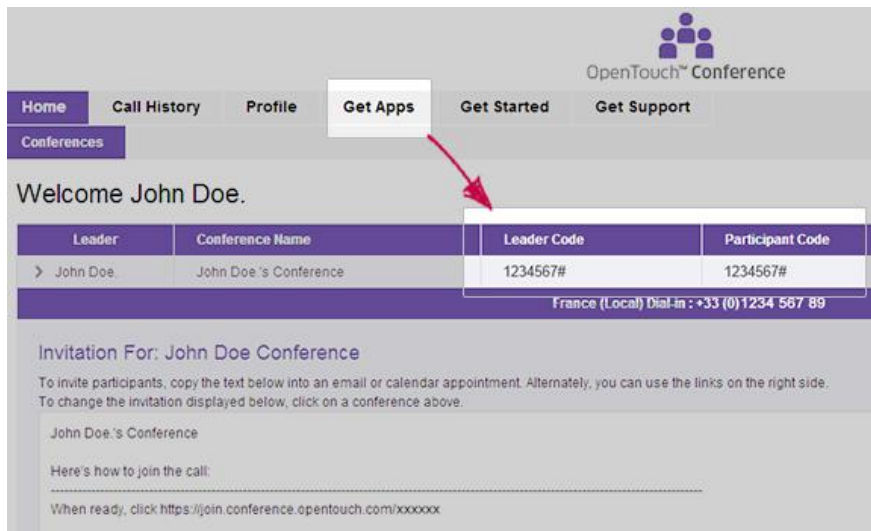 OpenTouch™ Conference
Home Call History Profile Get Apps Get Started Get Support
Conferences
Welcome John Doe.
Leader Conference Name Leader Code Participant Code
> John Doe. John Doe.'s Conference 1234567# 1234567#
France (Local) Dial-in : +33 (0)1234 567 89
Invitation For: John Doe Conference
To invite participants, copy the text below into an email or calendar appointment. Alternately, you can use the links on the right side.
To change the invitation displayed below, click on a conference above.
John Doe.'s Conference
Here's how to join the call:
--------------------------------------------------------------------------------
When ready, click https://join.conference.opentouch.com/xxxxxx